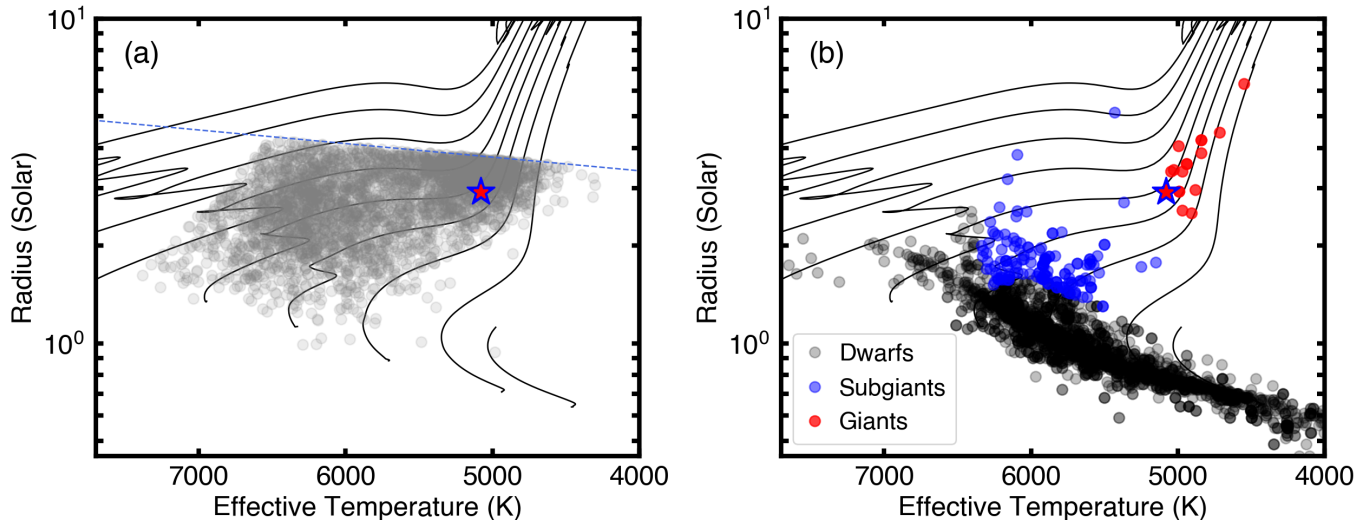 (a)
10¹
10⁰
Radius (Solar)
7000 6000 5000 4000
Effective Temperature (K)
(b)
10¹
10⁰
Radius (Solar)
Dwarfs
Subgiants
Giants
7000 6000 5000 4000
Effective Temperature (K)